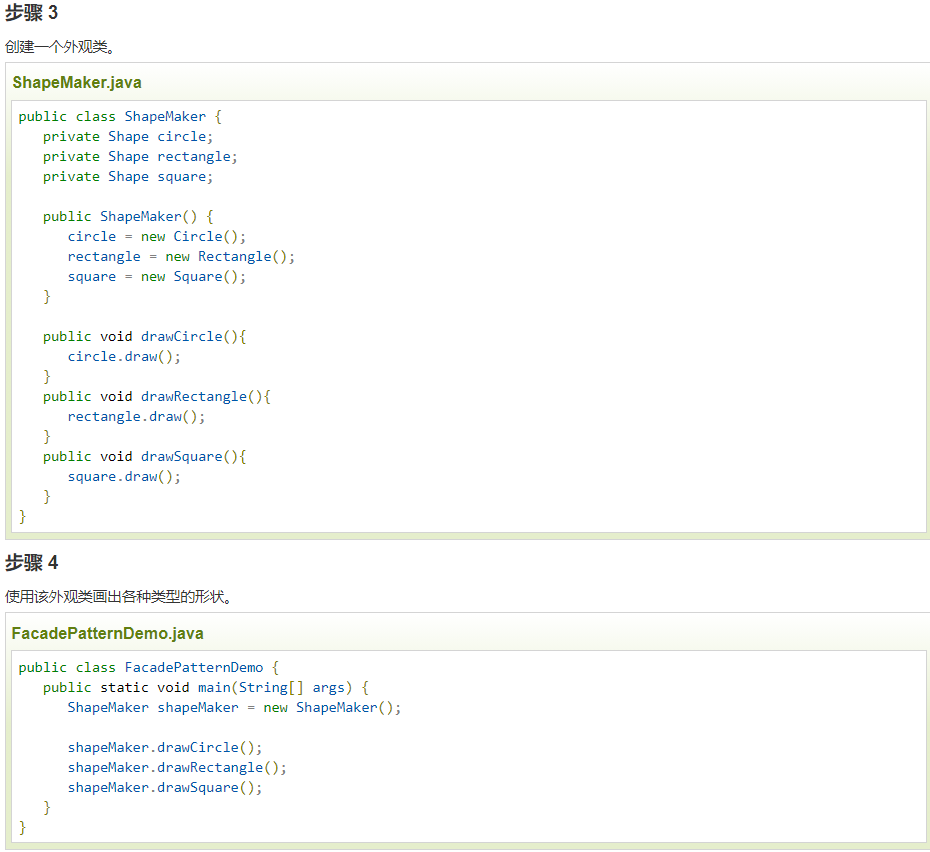 步骤 3
创建一个外观类。
ShapeMaker.java
public class ShapeMaker {
   private Shape circle;
   private Shape rectangle;
   private Shape square;

   public ShapeMaker() {
      circle = new Circle();
      rectangle = new Rectangle();
      square = new Square();
   }

   public void drawCircle(){
      circle.draw();
   }
   public void drawRectangle(){
      rectangle.draw();
   }
   public void drawSquare(){
      square.draw();
   }
}
步骤 4
使用该外观类画出各种类型的形状。
FacadePatternDemo.java
public class FacadePatternDemo {
   public static void main(String[] args) {
      ShapeMaker shapeMaker = new ShapeMaker();

      shapeMaker.drawCircle();
      shapeMaker.drawRectangle();
      shapeMaker.drawSquare();
   }
}